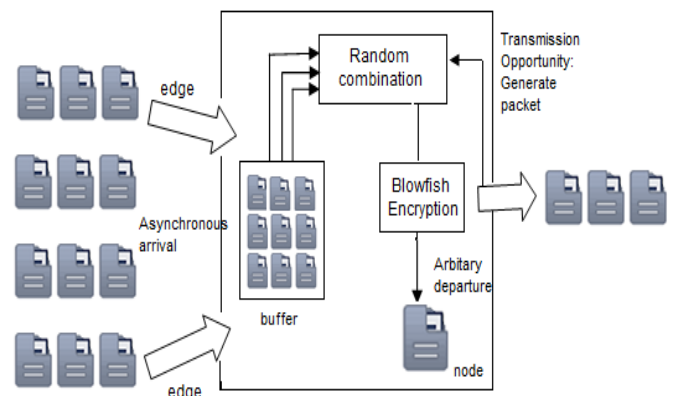 edge
Asynchronous
arrival
edge
buffer
Random
combination
Blowfish
Encryption
Arbitary
departure
node
Transmission
Opportunity:
Generate
packet